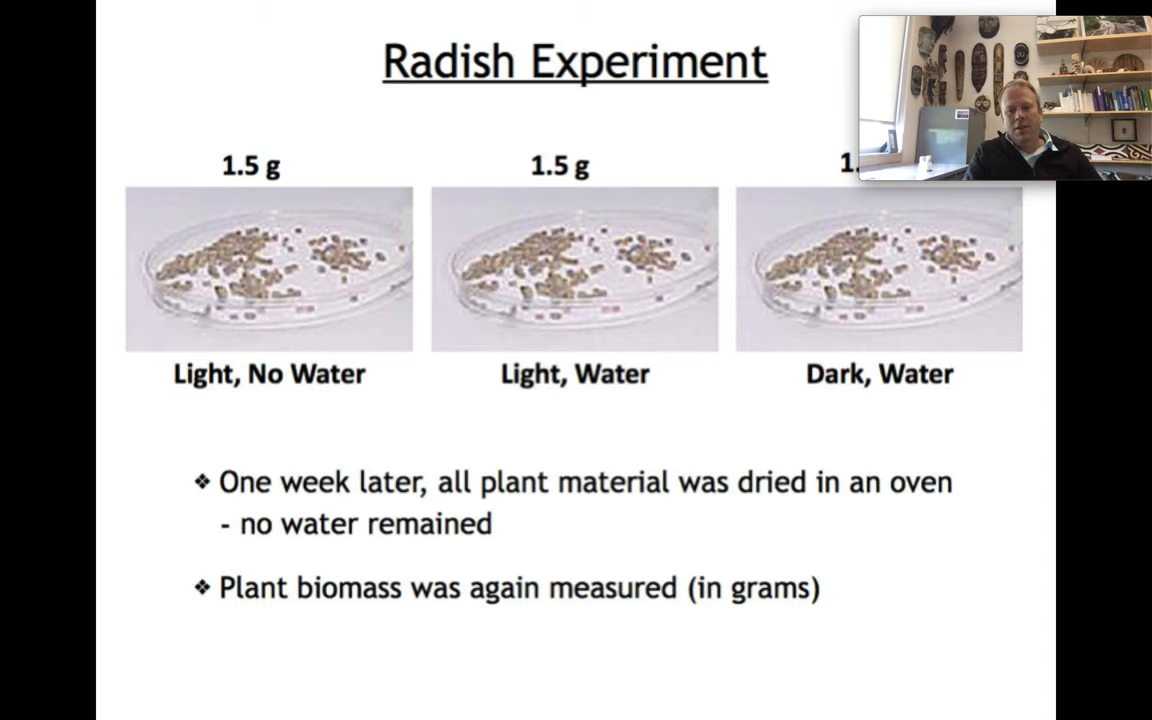 Radish Experiment
1.5 g
1.5 g
1.
Light, No Water
Light, Water
Dark, Water
❖ One week later, all plant material was dried in an oven
- no water remained
❖ Plant biomass was again measured (in grams)